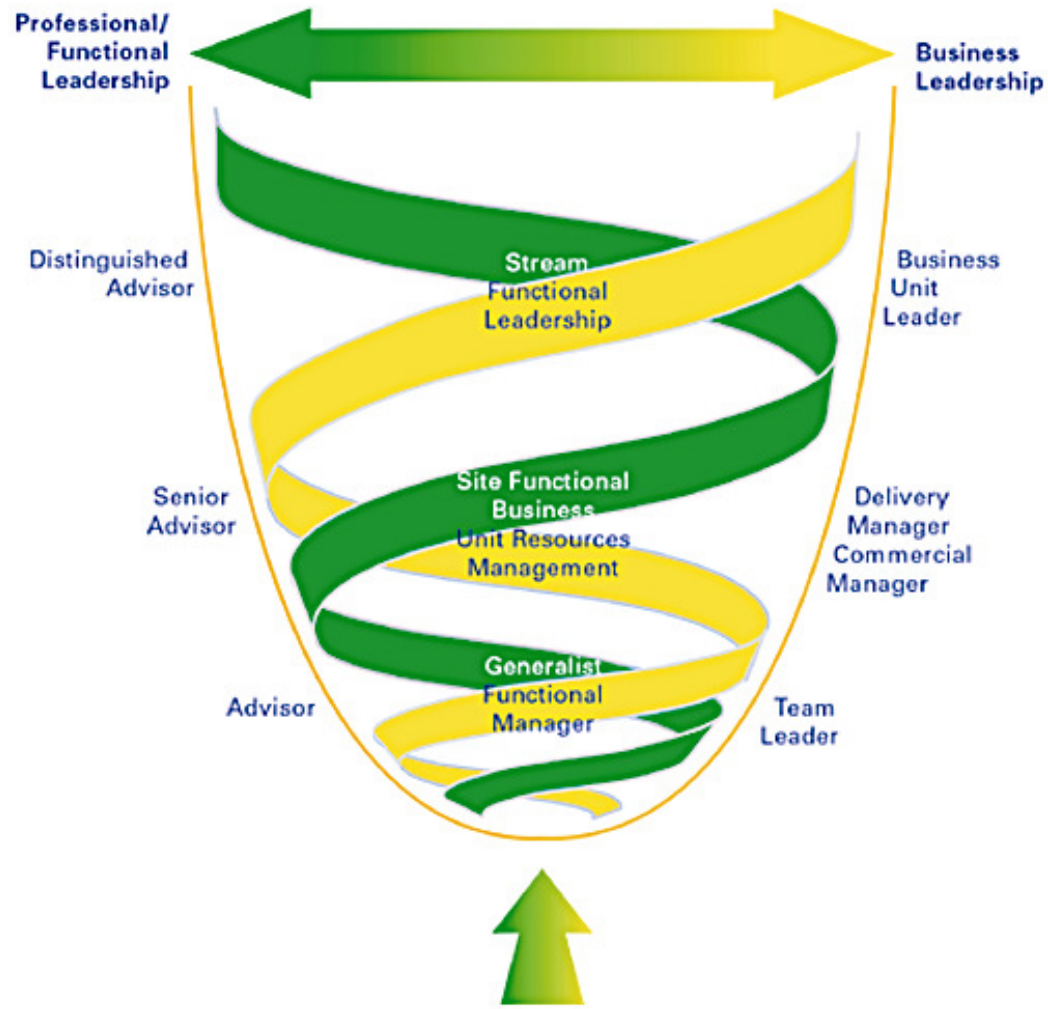 Professional/
Functional
Leadership
Business
Leadership
Distinguished
Advisor
Stream
Functional
Leadership
Business
Unit
Leader
Senior
Advisor
Site Functional
Business
Unit Resources
Management
Delivery
Manager
Commercial
Manager
Advisor
Generalist
Functional
Manager
Team
Leader